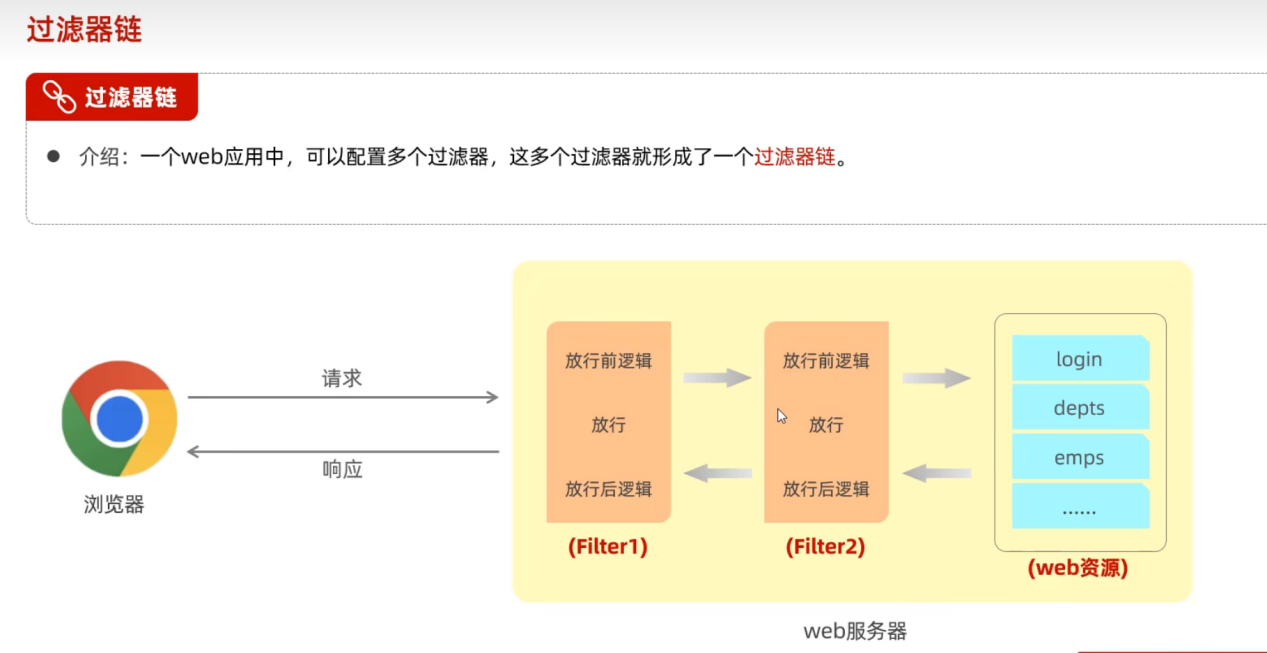 过滤器链
过滤器链
介绍：一个web应用中，可以配置多个过滤器，这多个过滤器就形成了一个过滤器链。
请求
响应
浏览器
放行前逻辑
放行
放行后逻辑
(Filter1)
放行前逻辑
放行
放行后逻辑
(Filter2)
login
depts
emps
......
(web资源)
web服务器